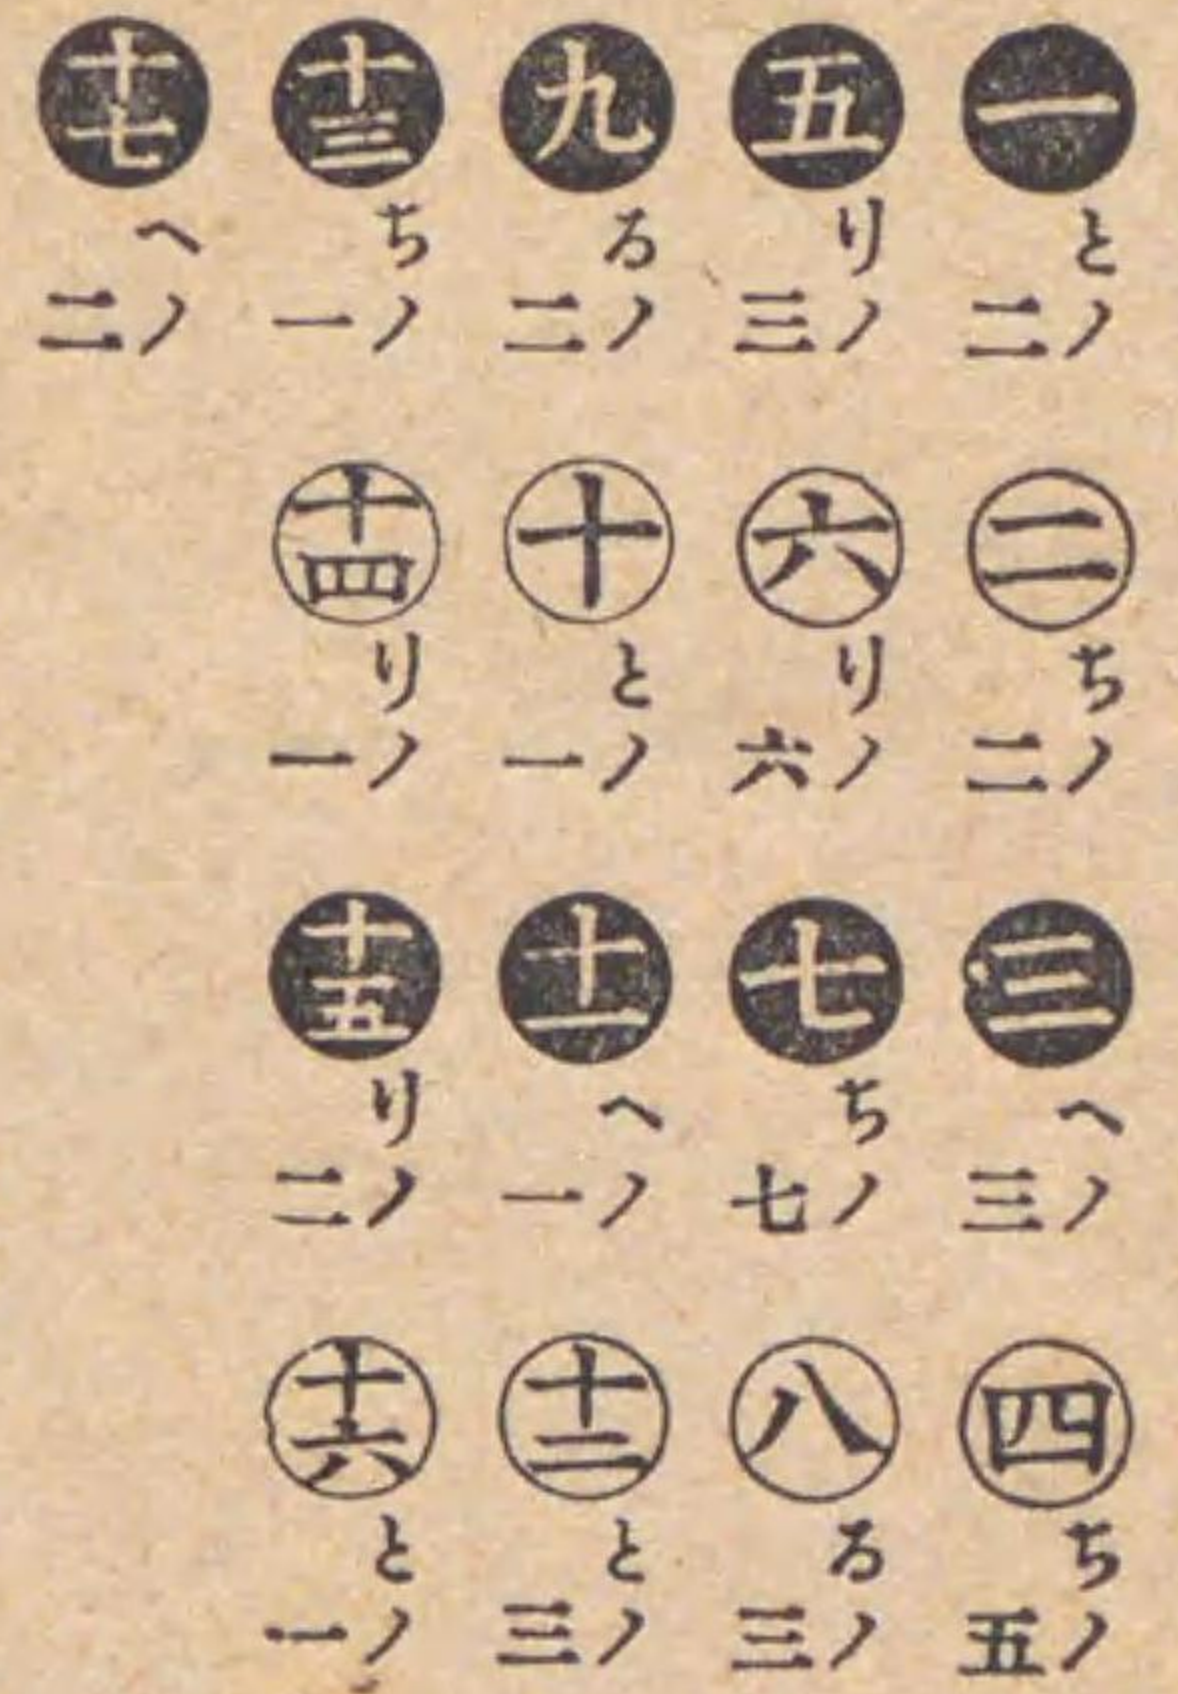 一 とノ二 二 ちノ二 三 へノ三 四 ちノ五
五 りノ三 六 りノ六 七 ちノ七 八 るノ三
九 るノ二 十 とノ一 十一 へノ一 十二 とノ三
十三 ちノ一 十四 りノ一 十五 りノ二 十六 とノ一
十七 へノ二